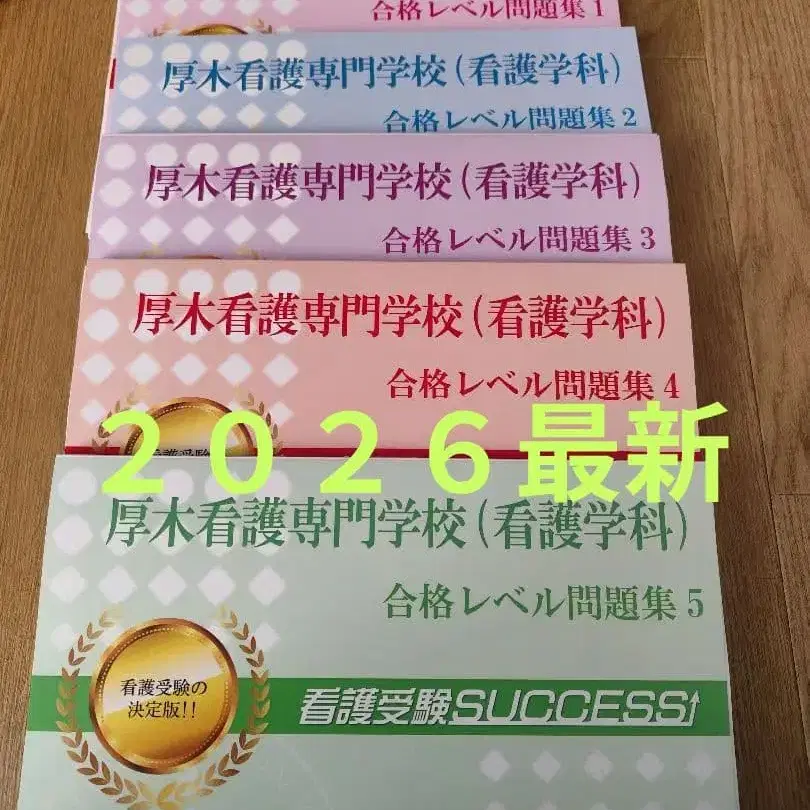 合格レベル問題集1
厚木看護専門学校(看護学科)
合格レベル問題集2
厚木看護専門学校(看護学科)
合格レベル問題集3
厚木看護専門学校(看護学科)
合格レベル問題集4
看護受験
2026最新
厚木看護専門学校(看護学科)
合格レベル問題集5
看護受験の
決定版!!
看護受験SUCCESS